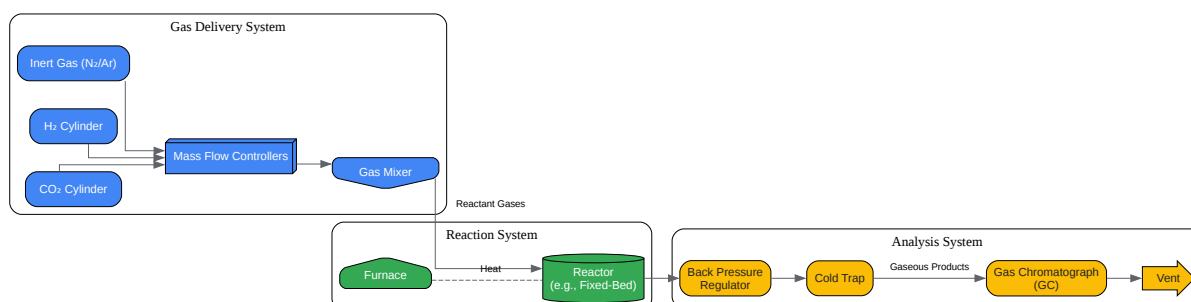 Gas Delivery System
Inert Gas (N₂/Ar)
H₂ Cylinder
CO₂ Cylinder
Mass Flow Controllers
Gas Mixer
Reactant Gases
Reaction System
Furnace
Heat
Reactor
(e.g., Fixed-Bed)
Analysis System
Back Pressure
Regulator
Cold Trap
Gaseous Products
Gas Chromatograph
(GC)
Vent